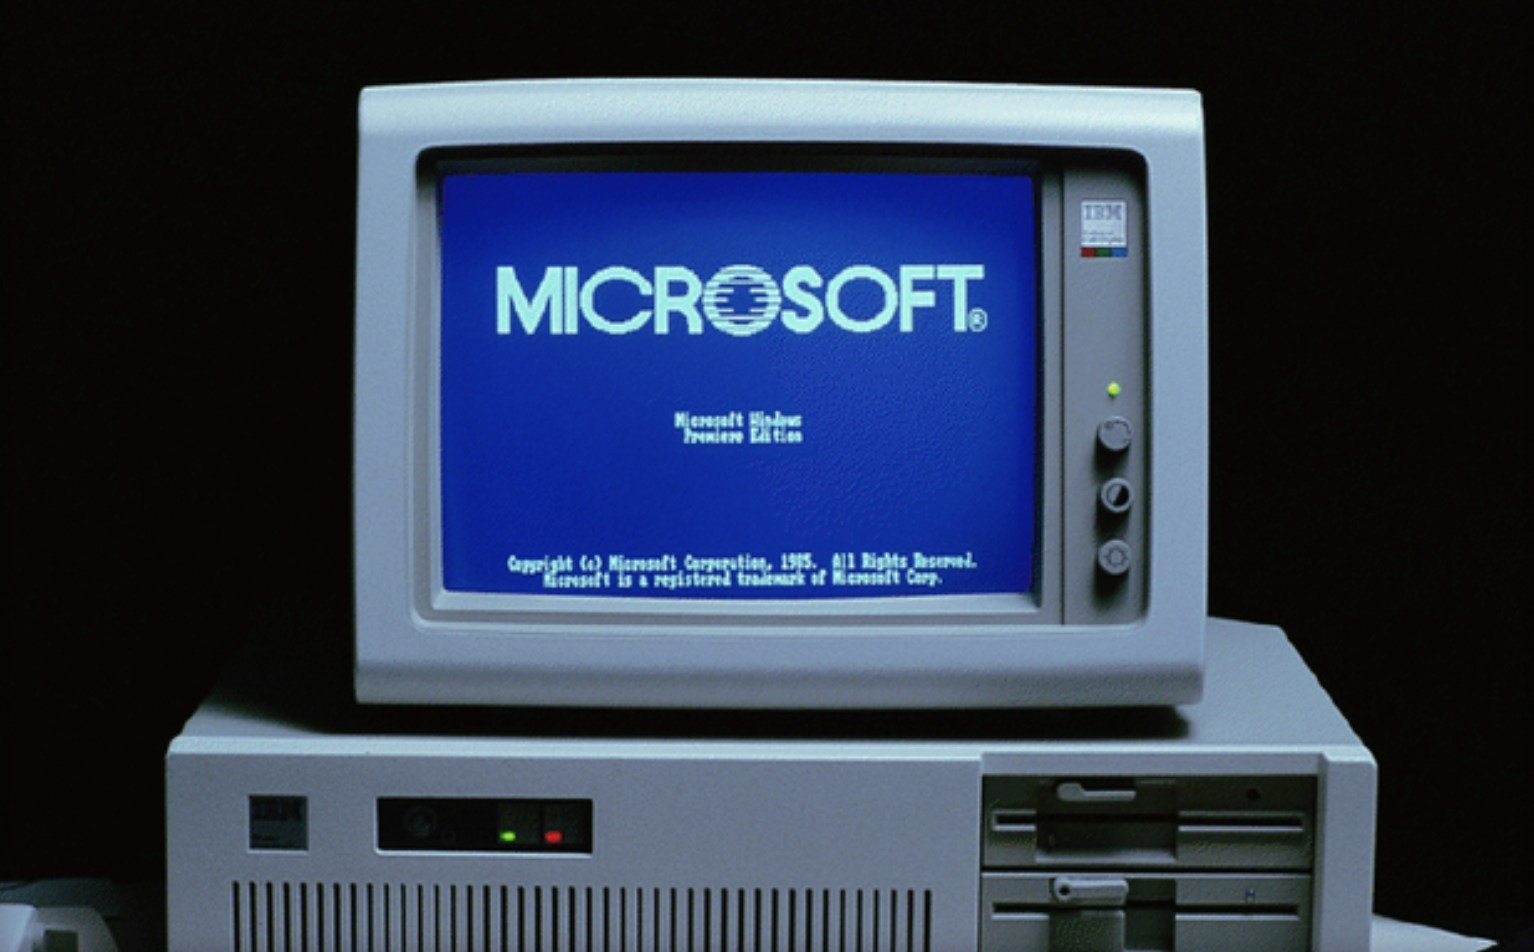 MICROSOFT®
IBM
Microsoft Windows
Premiere Edition
Copyright (c) Microsoft Corporation, 1985. All Rights Reserved.
Microsoft is a registered trademark of Microsoft Corp.
IBM